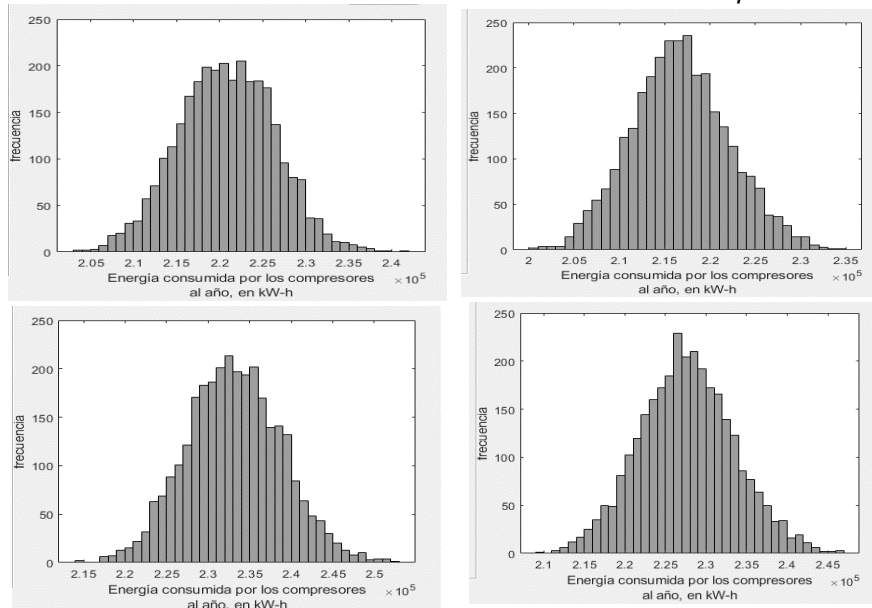 250
200
150
100
50
0
frecuencia
2.05 2.1 2.15 2.2 2.25 2.3 2.35 2.4
Energía consumida por los compresores
al año, en kW-h
×10⁵
250
200
150
100
50
0
frecuencia
2 2.05 2.1 2.15 2.2 2.25 2.3 2.35
Energía consumida por los compresores
al año, en kW-h
×10⁵
250
200
150
100
50
0
frecuencia
2.15 2.2 2.25 2.3 2.35 2.4 2.45 2.5
Energía consumida por los compresores
al año, en kW-h
×10⁵
250
200
150
100
50
0
frecuencia
2.1 2.15 2.2 2.25 2.3 2.35 2.4 2.45
Energía consumida por los compresores
al año, en kW-h
×10⁵